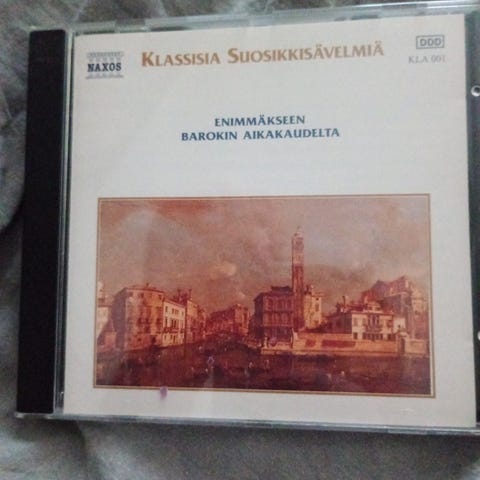 NAXOS
KLASSISIA SUOSIKKISÄVELMIÄ
DDD
KLA 001
ENIMMÄKSEEN
BAROKIN AIKAKAUDELTA